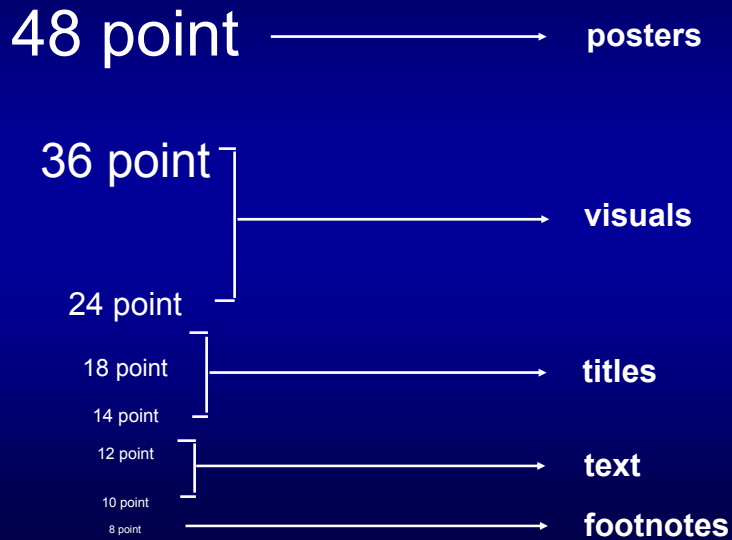 48 point posters
36 point
visuals
24 point
18 point titles
14 point
12 point
text
10 point
8 point footnotes